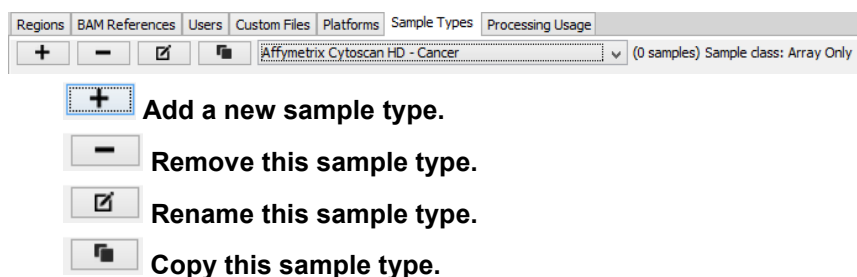 Regions BAM References Users Custom Files Platforms Sample Types Processing Usage
Affymetrix Cytoscan HD - Cancer (0 samples) Sample class: Array Only
Add a new sample type.
Remove this sample type.
Rename this sample type.
Copy this sample type.